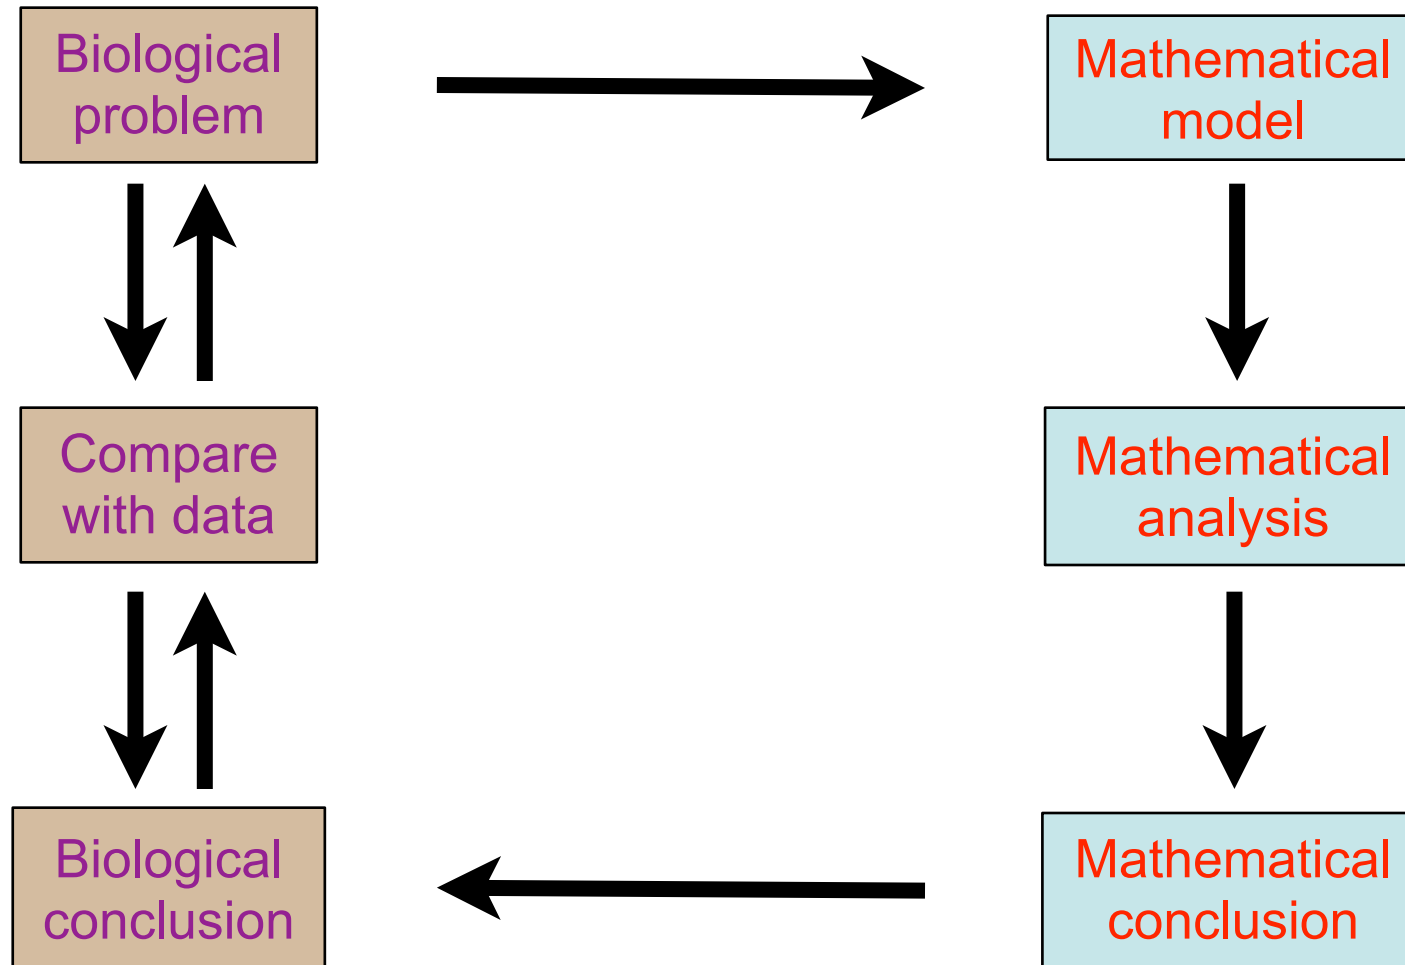 Biological
problem
Mathematical
model
Compare
with data
Mathematical
analysis
Biological
conclusion
Mathematical
conclusion